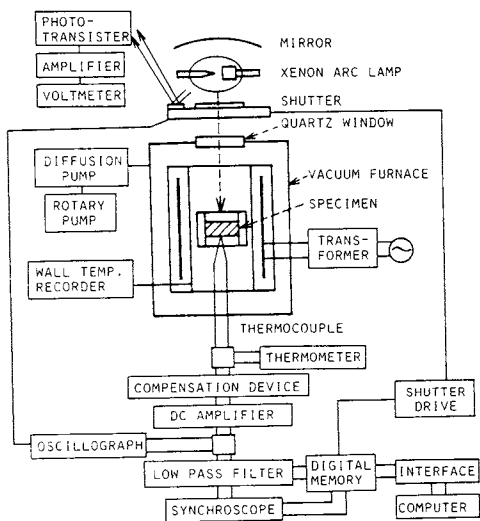 PHOTO-
TRANSISTER
MIRROR
AMPLIFIER
XENON ARC LAMP
VOLTMETER
SHUTTER
QUARTZ WINDOW
DIFFUSION
PUMP
VACUUM FURNACE
ROTARY
PUMP
SPECIMEN
TRANS-
FORMER
WALL TEMP.
RECORDER
THERMOCOUPLE
THERMOMETER
COMPENSATION DEVICE
SHUTTER
DRIVE
DC AMPLIFIER
OSCILLOGRAPH
LOW PASS FILTER
DIGITAL
MEMORY
INTERFACE
SYNCHROSCOPE
COMPUTER